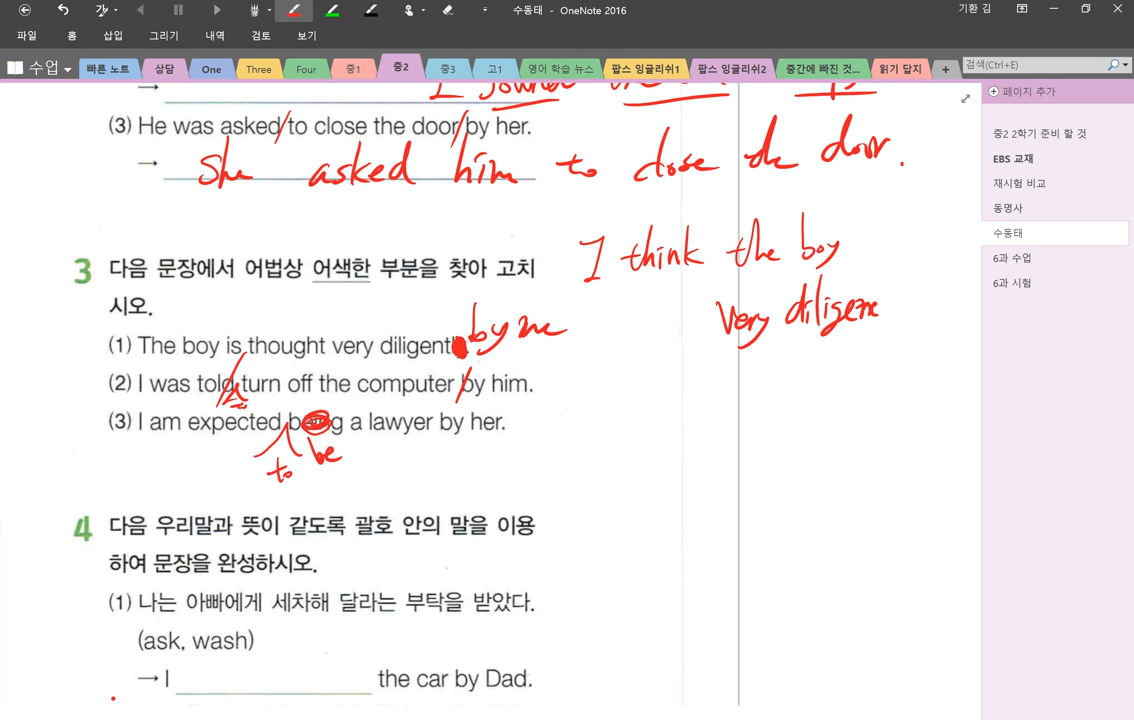 수동태 - OneNote 2016
기환 김
파일 홈 삽입 그리기 내역 검토 보기
수업 빠른 노트 상담 One Three Four 중1 중2 중3 고1 영어 학습 뉴스 팝스 잉글리쉬1 팝스 잉글리쉬2 중간에 빠진 것... 읽기 답지 + 검색(Ctrl+E)
페이지 추가
중2 2학기 준비 할 것
EBS 교재
재시험 비교
동명사
수동태
6과 수업
6과 시험
→ I
(3) He was asked to close the door by her.
→ She asked him to close the door.
I think the boy
very diligent
3 다음 문장에서 어법상 어색한 부분을 찾아 고치
시오.
(1) The boy is thought very diligent by me
(2) I was told turn off the computer by him.
to
(3) I am expected being a lawyer by her.
to be
4 다음 우리말과 뜻이 같도록 괄호 안의 말을 이용
하여 문장을 완성하시오.
(1) 나는 아빠에게 세차해 달라는 부탁을 받았다.
(ask, wash)
→ I the car by Dad.